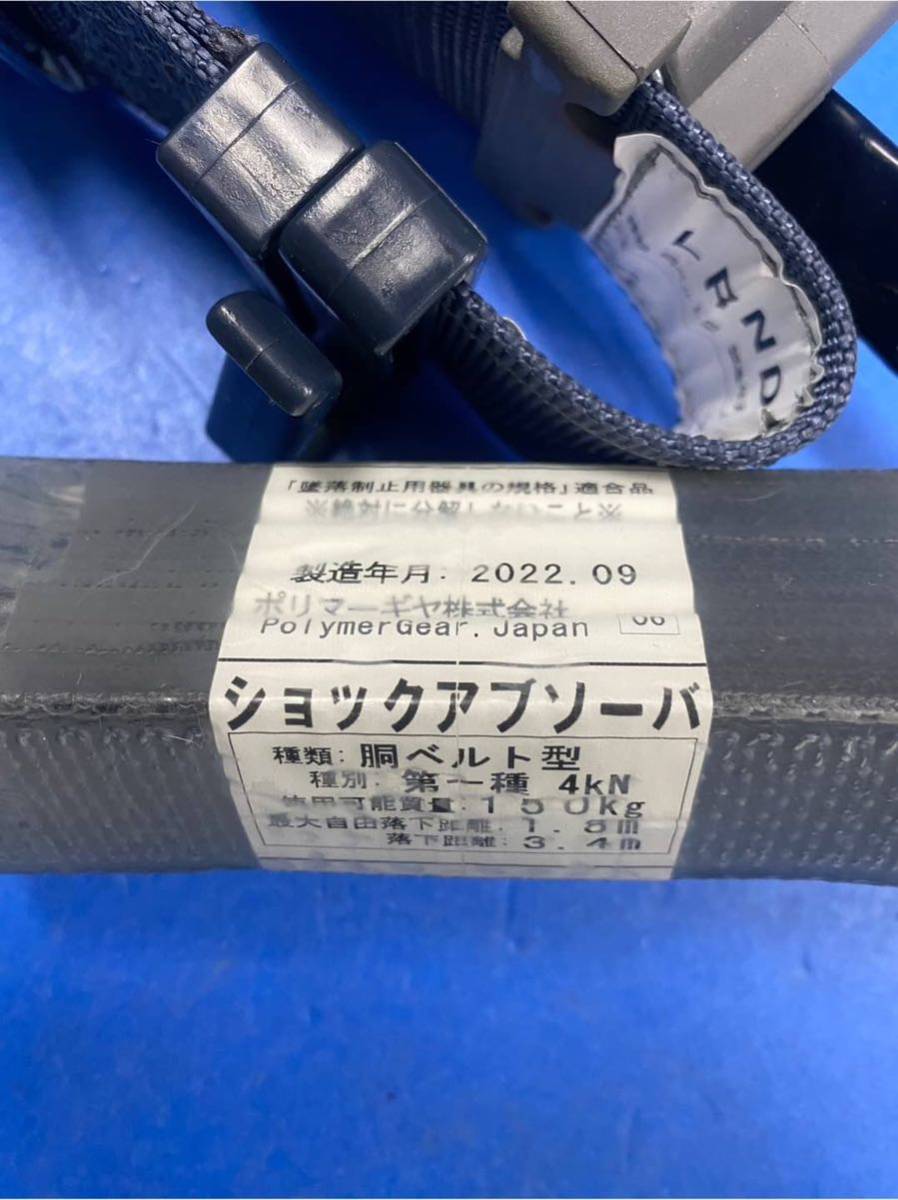 LAND
「墜落制止用器具の規格」適合品
※絶対に分解しないこと※
製造年月: 2022.09
ポリマーギヤ株式会社
PolymerGear.Japan
06
ショックアブソーバ
種類: 胴ベルト型
種別: 第一種 4kN
使用可能質量: 150kg
最大自由落下距離:
落下距離: 3.4m